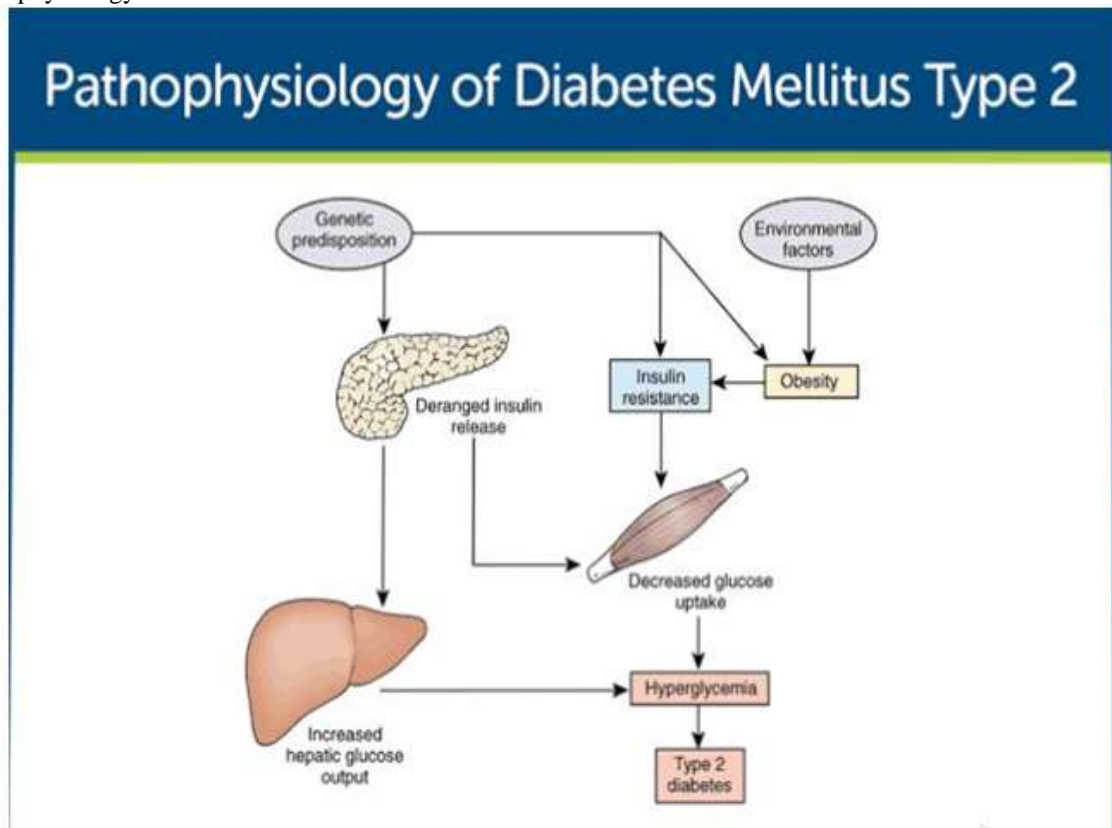 Pathophysiology of Diabetes Mellitus Type 2
Genetic
predisposition
Environmental
factors
Insulin
resistance
Obesity
Deranged insulin
release
Decreased glucose
uptake
Hyperglycemia
Increased
hepatic glucose
output
Type 2
diabetes